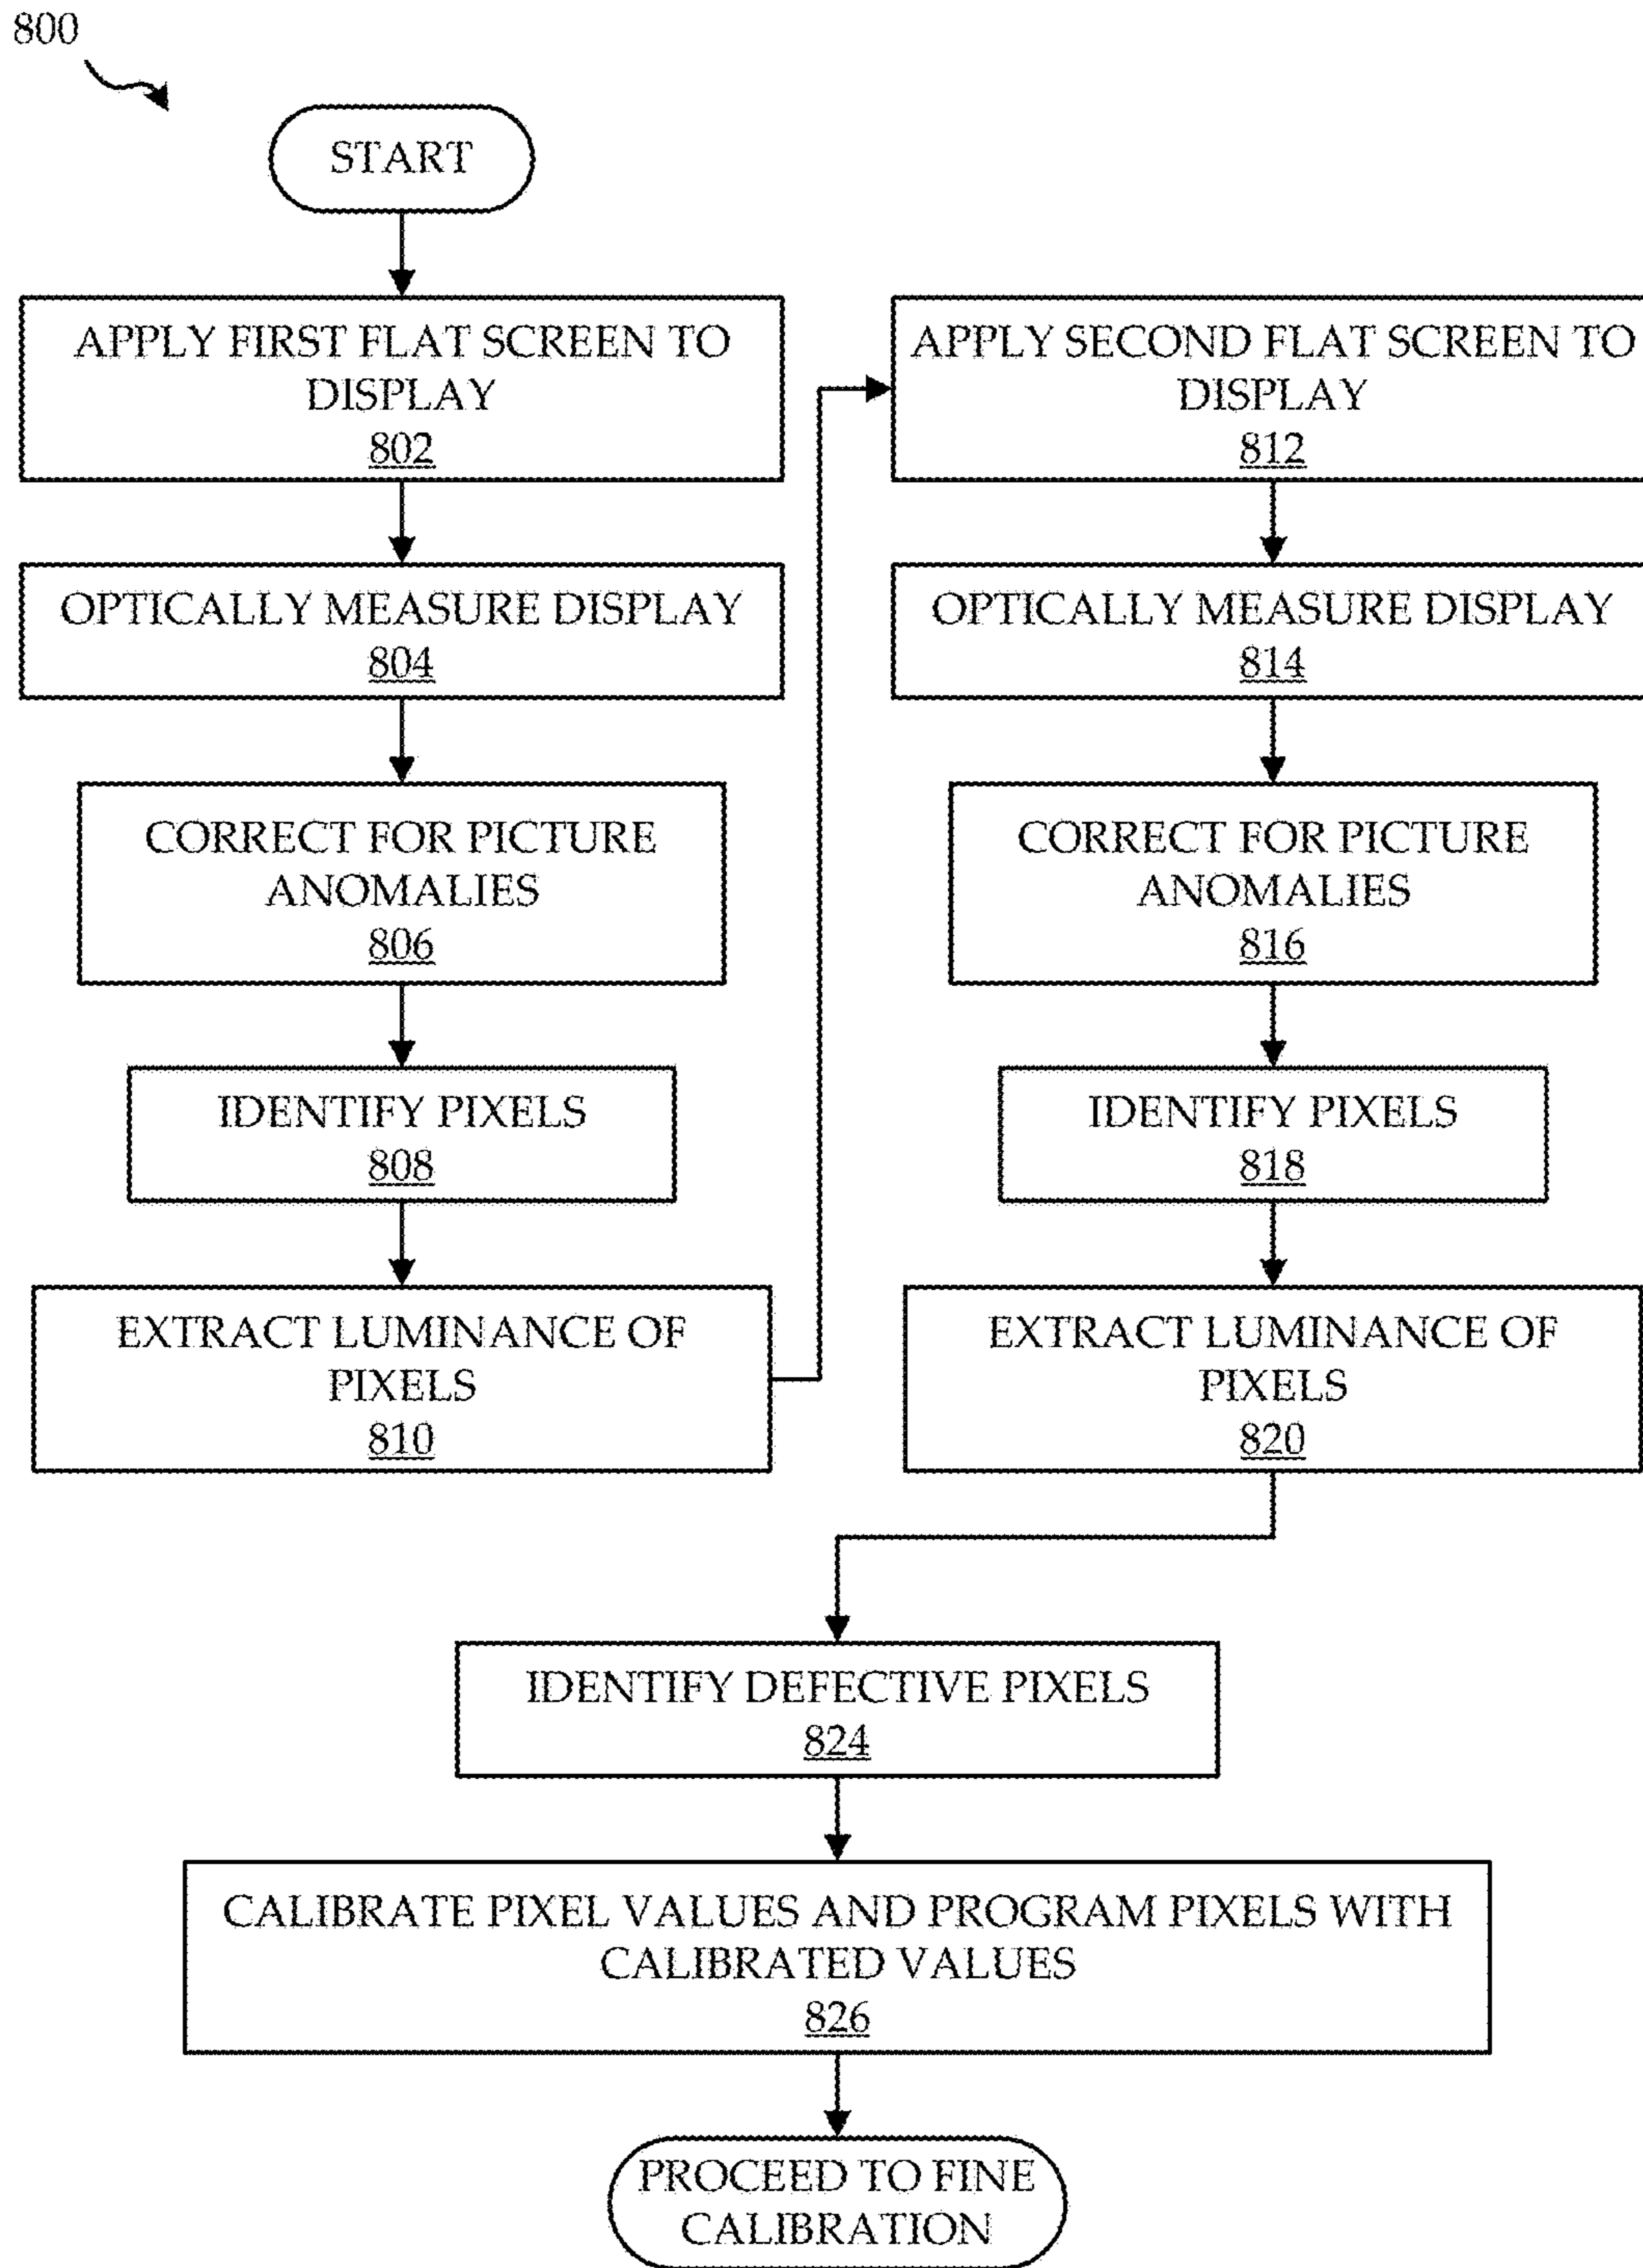 800
START
APPLY FIRST FLAT SCREEN TO
DISPLAY
802
OPTICALLY MEASURE DISPLAY
804
CORRECT FOR PICTURE
ANOMALIES
806
IDENTIFY PIXELS
808
EXTRACT LUMINANCE OF
PIXELS
810
APPLY SECOND FLAT SCREEN TO
DISPLAY
812
OPTICALLY MEASURE DISPLAY
814
CORRECT FOR PICTURE
ANOMALIES
816
IDENTIFY PIXELS
818
EXTRACT LUMINANCE OF
PIXELS
820
IDENTIFY DEFECTIVE PIXELS
824
CALIBRATE PIXEL VALUES AND PROGRAM PIXELS WITH
CALIBRATED VALUES
826
PROCEED TO FINE
CALIBRATION